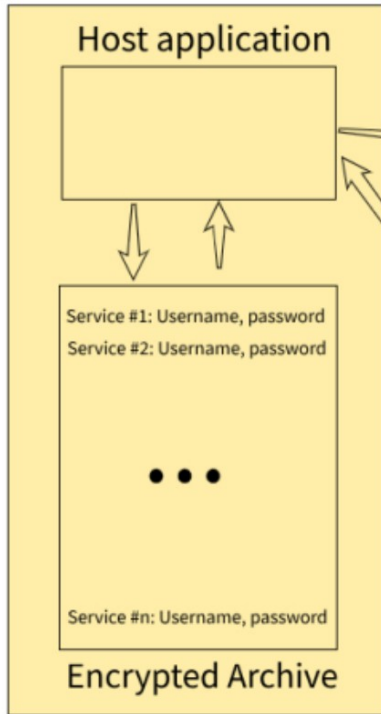 Host application
Service #1: Username, password
Service #2: Username, password
Service #n: Username, password
Encrypted Archive